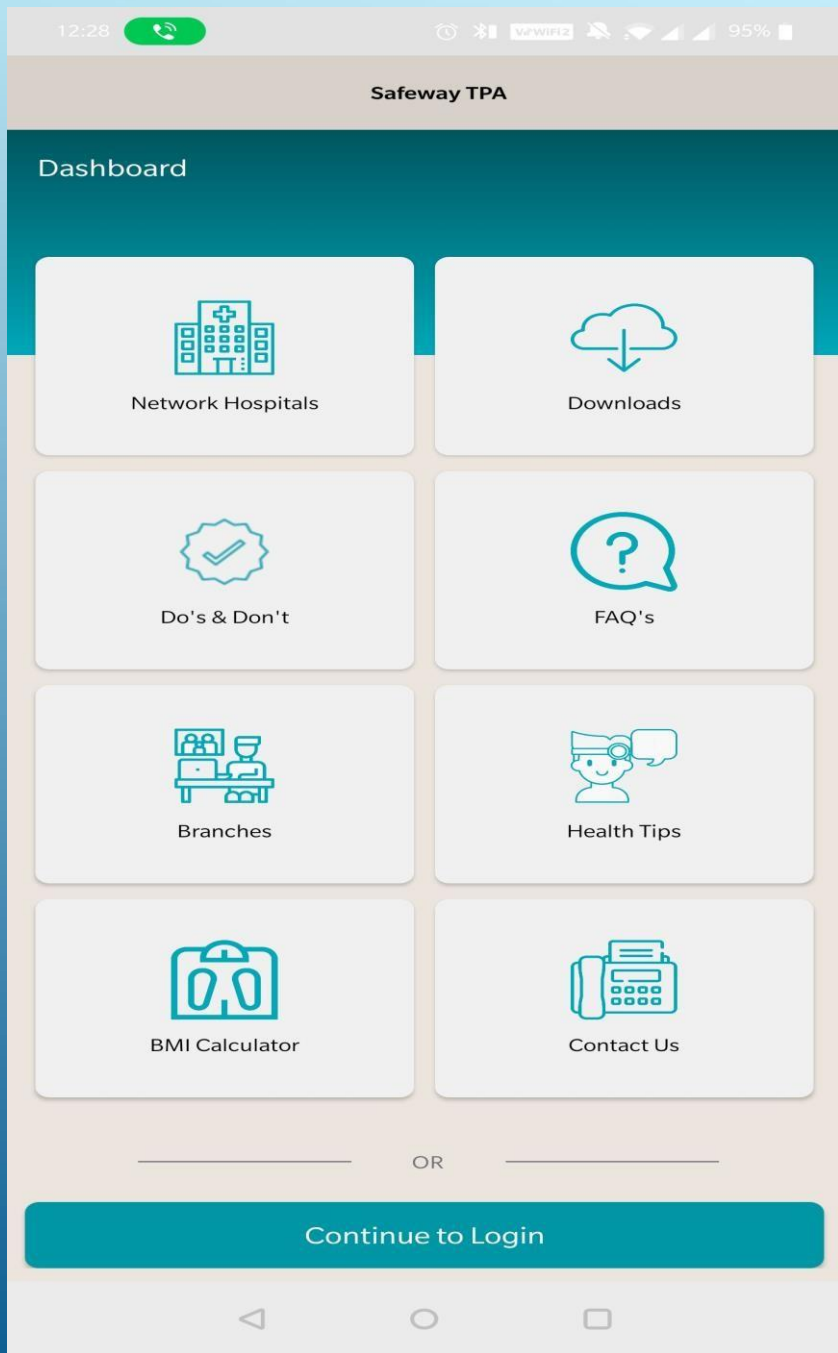 12:28 VoWiFi2 95%
Safeway TPA
Dashboard
Network Hospitals
Downloads
Do's & Don't
FAQ's
Branches
Health Tips
BMI Calculator
Contact Us
OR
Continue to Login